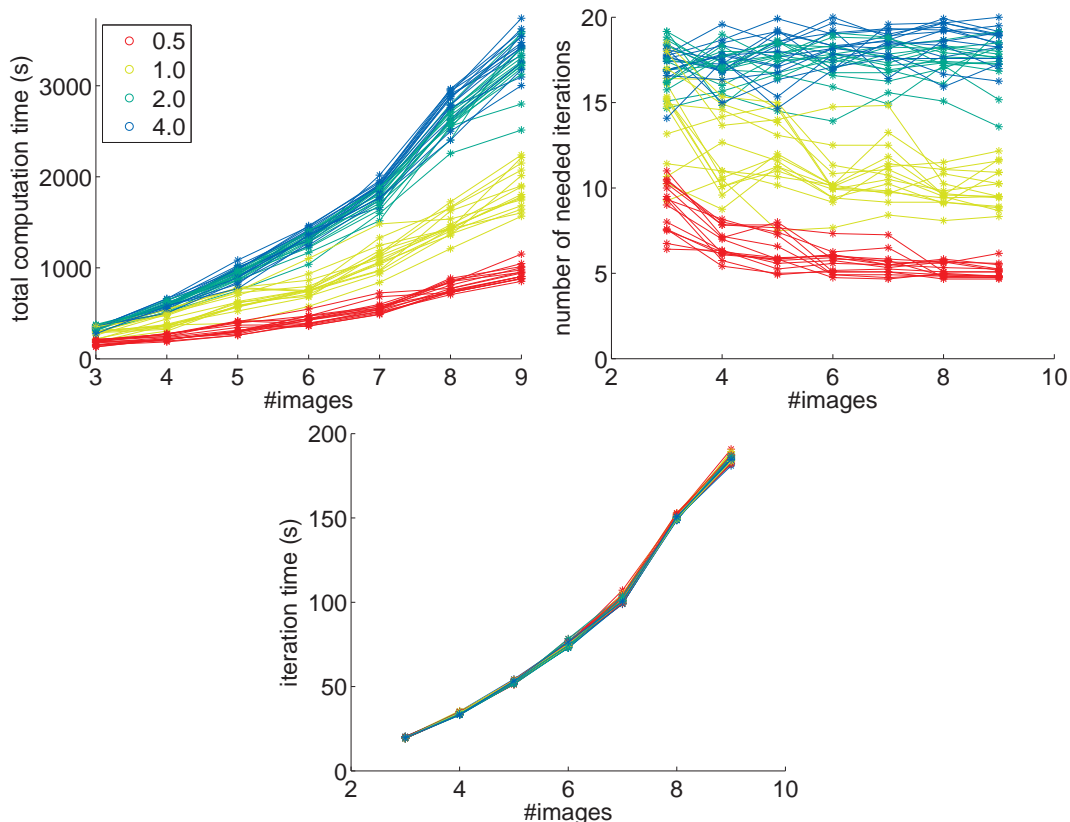 total computation time (s)
3000
2000
1000
0
3 4 5 6 7 8 9
#images
0.5
1.0
2.0
4.0
number of needed iterations
20
15
10
5
0
2 4 6 8 10
#images
iteration time (s)
200
150
100
50
0
2 4 6 8 10
#images